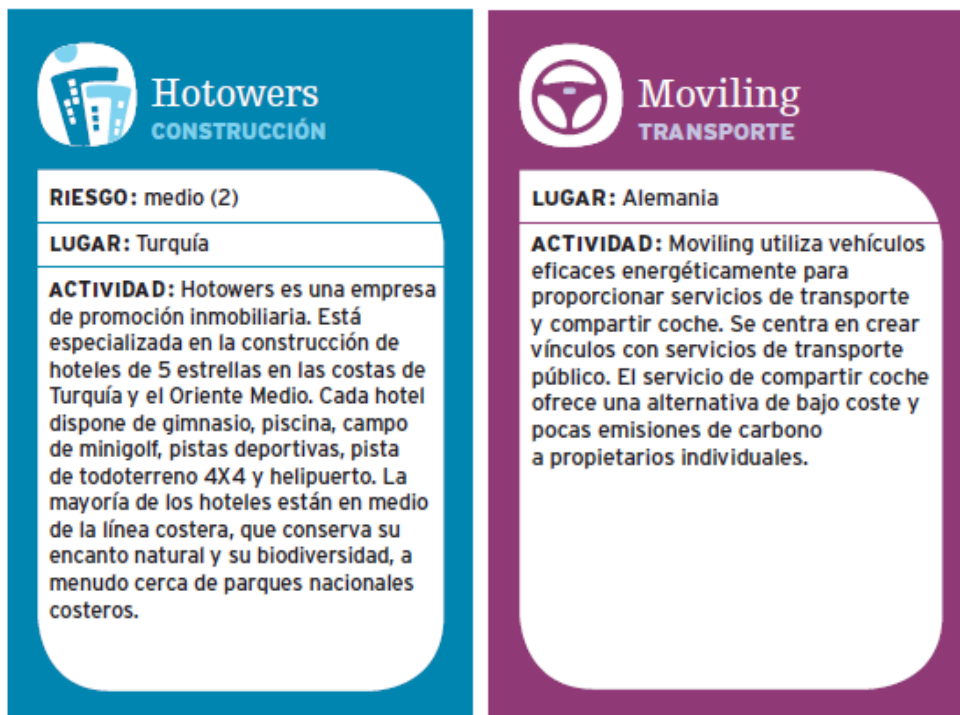 Hotowers
CONSTRUCCIÓN
RIESGO: medio (2)
LUGAR: Turquía
ACTIVIDAD: Hotowers es una empresa
de promoción inmobiliaria. Está
especializada en la construcción de
hoteles de 5 estrellas en las costas de
Turquía y el Oriente Medio. Cada hotel
dispone de gimnasio, piscina, campo
de minigolf, pistas deportivas, pista
de todoterreno 4X4 y helipuerto. La
mayoría de los hoteles están en medio
de la línea costera, que conserva su
encanto natural y su biodiversidad, a
menudo cerca de parques nacionales
costeros.
Moviling
TRANSPORTE
LUGAR: Alemania
ACTIVIDAD: Moviling utiliza vehículos
eficaces energéticamente para
proporcionar servicios de transporte
y compartir coche. Se centra en crear
vínculos con servicios de transporte
público. El servicio de compartir coche
ofrece una alternativa de bajo coste y
pocas emisiones de carbono
a propietarios individuales.